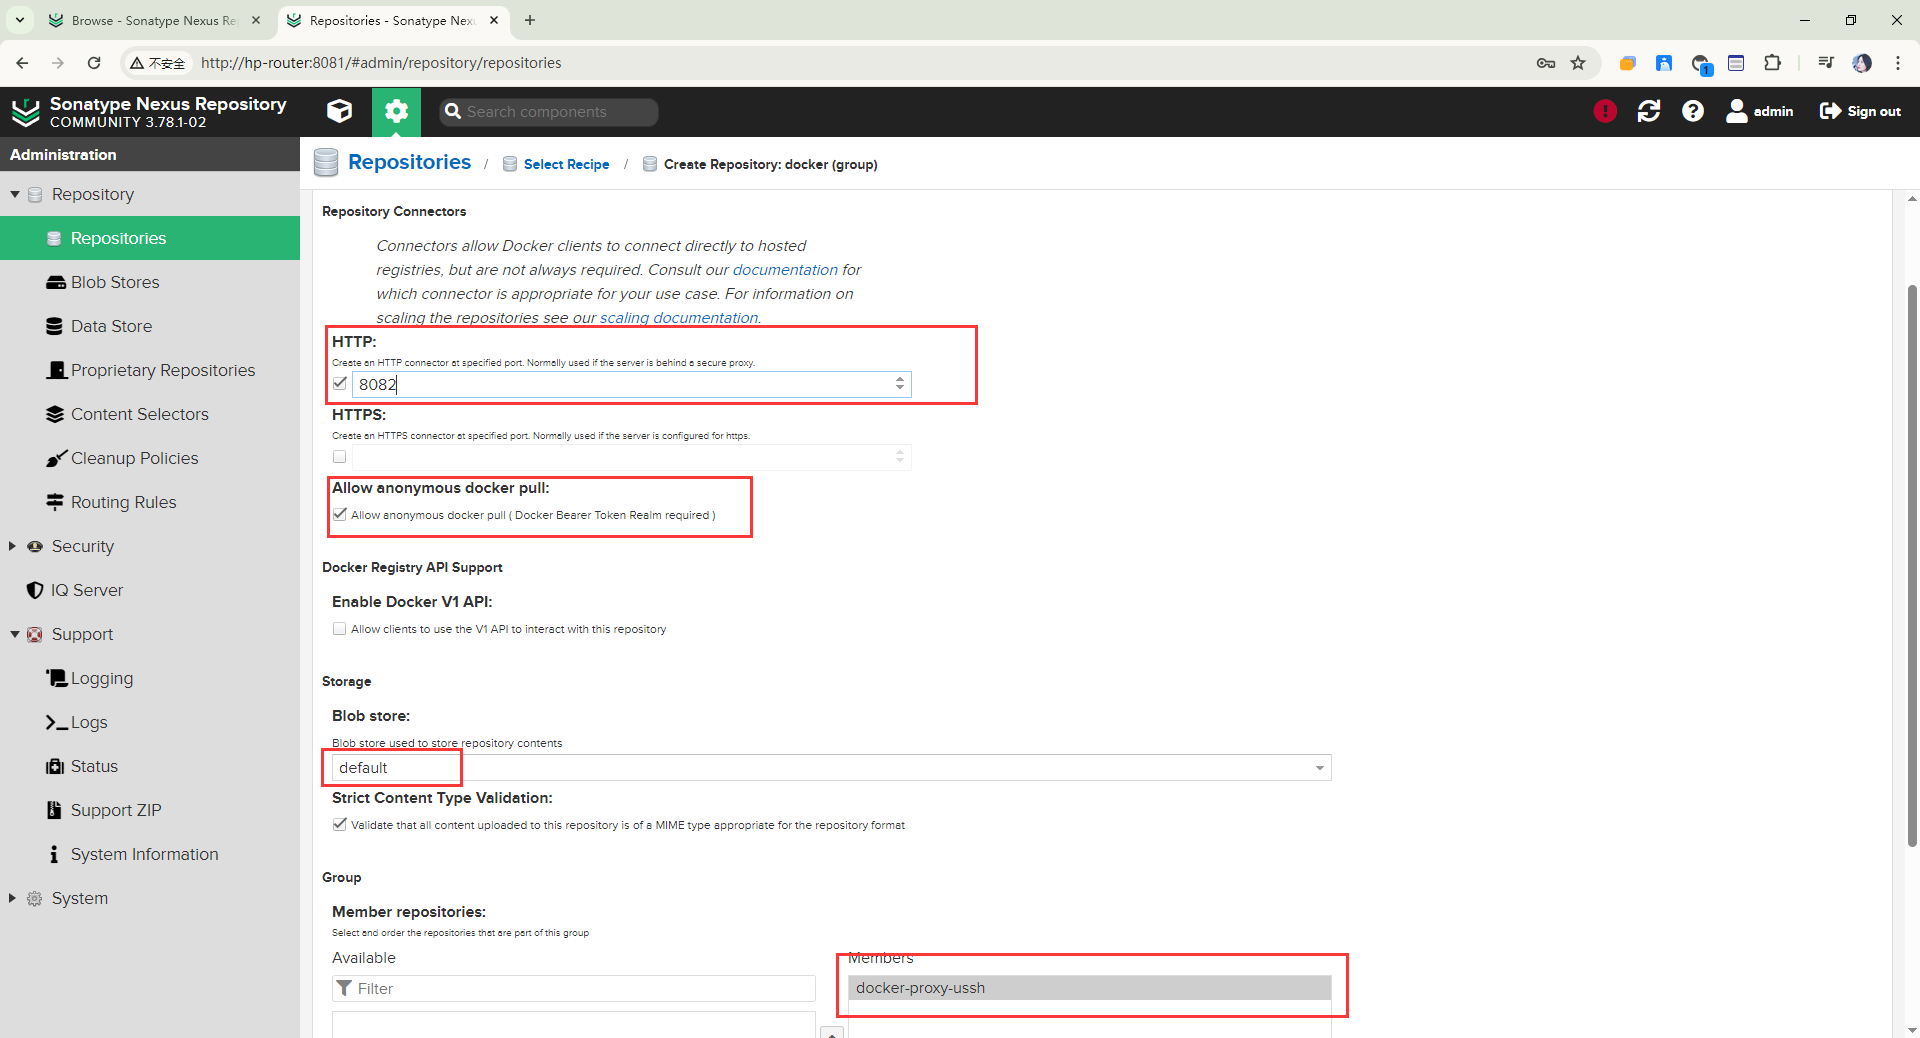 Browse - Sonatype Nexus Re
Repositories - Sonatype Nexu
不安全
http://hp-router:8081/#admin/repository/repositories
1
Sonatype Nexus Repository
COMMUNITY 3.78.1-02
Search components
admin
Sign out
Administration
Repositories / Select Recipe / Create Repository: docker (group)
Repository
Repositories
Blob Stores
Data Store
Proprietary Repositories
Content Selectors
Cleanup Policies
Routing Rules
Security
IQ Server
Support
Logging
Logs
Status
Support ZIP
System Information
System
Repository Connectors
Connectors allow Docker clients to connect directly to hosted
registries, but are not always required. Consult our documentation for
which connector is appropriate for your use case. For information on
scaling the repositories see our scaling documentation.
HTTP:
Create an HTTP connector at specified port. Normally used if the server is behind a secure proxy.
8082
HTTPS:
Create an HTTPS connector at specified port. Normally used if the server is configured for https.
Allow anonymous docker pull:
Allow anonymous docker pull ( Docker Bearer Token Realm required )
Docker Registry API Support
Enable Docker V1 API:
Allow clients to use the V1 API to interact with this repository
Storage
Blob store:
Blob store used to store repository contents
default
Strict Content Type Validation:
Validate that all content uploaded to this repository is of a MIME type appropriate for the repository format
Group
Member repositories:
Select and order the repositories that are part of this group
Available
Filter
Members
docker-proxy-ussh